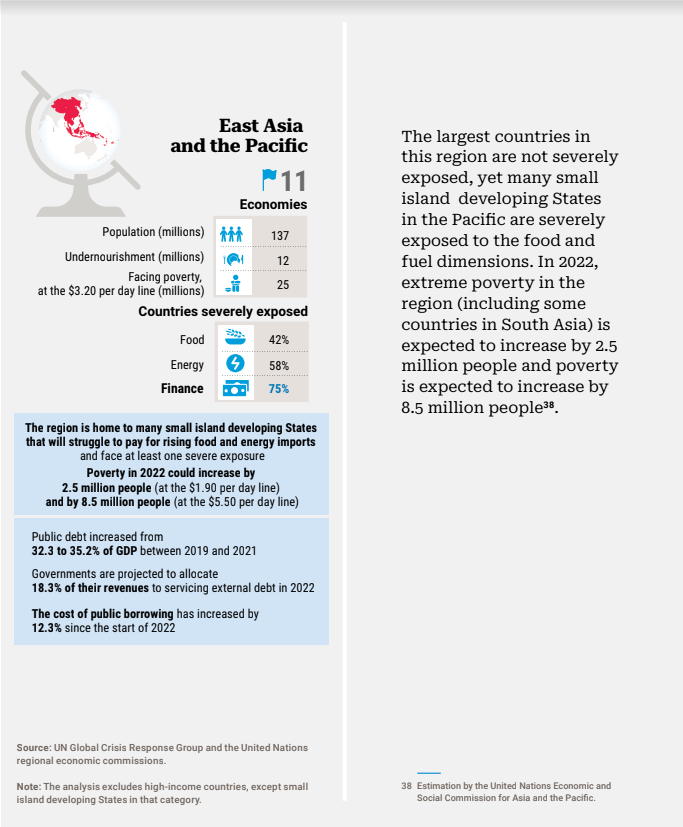 East Asia
and the Pacific
11
Economies
Population (millions) 137
Undernourishment (millions) 12
Facing poverty,
at the $3.20 per day line (millions) 25
Countries severely exposed
Food 42%
Energy 58%
Finance 75%
The region is home to many small island developing States
that will struggle to pay for rising food and energy imports
and face at least one severe exposure
Poverty in 2022 could increase by
2.5 million people (at the $1.90 per day line)
and by 8.5 million people (at the $5.50 per day line)
Public debt increased from
32.3 to 35.2% of GDP between 2019 and 2021
Governments are projected to allocate
18.3% of their revenues to servicing external debt in 2022
The cost of public borrowing has increased by
12.3% since the start of 2022
Source: UN Global Crisis Response Group and the United Nations
regional economic commissions.
Note: The analysis excludes high-income countries, except small
island developing States in that category.
The largest countries in
this region are not severely
exposed, yet many small
island developing States
in the Pacific are severely
exposed to the food and
fuel dimensions. In 2022,
extreme poverty in the
region (including some
countries in South Asia) is
expected to increase by 2.5
million people and poverty
is expected to increase by
8.5 million people³⁸.
38 Estimation by the United Nations Economic and
Social Commission for Asia and the Pacific.